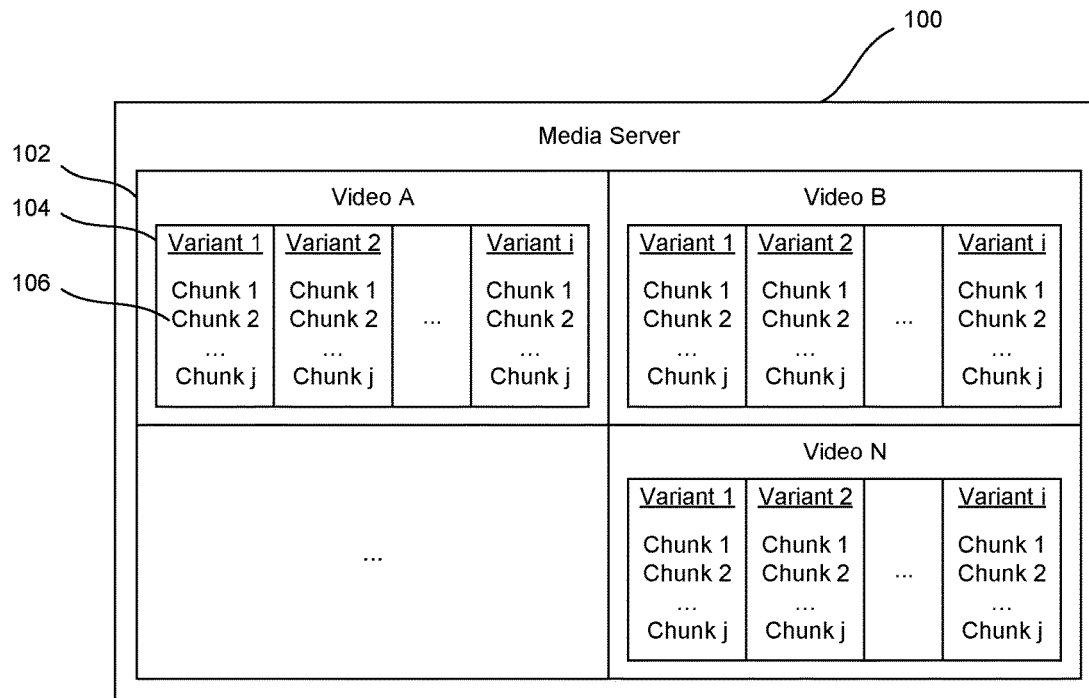 100
Media Server
102
104
106
Video A
Variant 1 Variant 2 Variant i
Chunk 1 Chunk 1 Chunk 1
Chunk 2 Chunk 2 ... Chunk 2
... ... ...
Chunk j Chunk j Chunk j
Video B
Variant 1 Variant 2 Variant i
Chunk 1 Chunk 1 Chunk 1
Chunk 2 Chunk 2 ... Chunk 2
... ... ...
Chunk j Chunk j Chunk j
...
Video N
Variant 1 Variant 2 Variant i
Chunk 1 Chunk 1 Chunk 1
Chunk 2 Chunk 2 ... Chunk 2
... ... ...
Chunk j Chunk j Chunk j